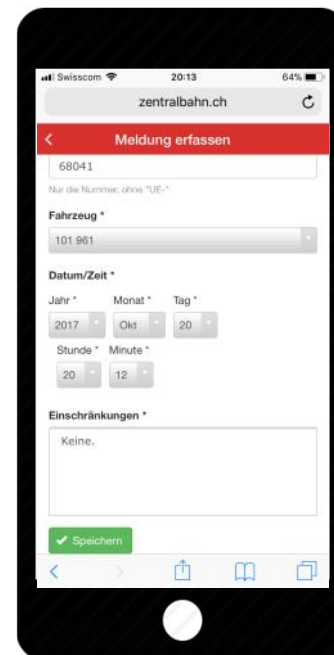 Swisscom 20:13 64%
zentralbahn.ch
Meldung erfassen
68041
Nur die Nummer, ohne "UE-"
Fahrzeug *
101 961
Datum/Zeit *
Jahr * Monat * Tag *
2017 Okt 20
Stunde * Minute *
20 12
Einschränkungen *
Keine.
Speichern